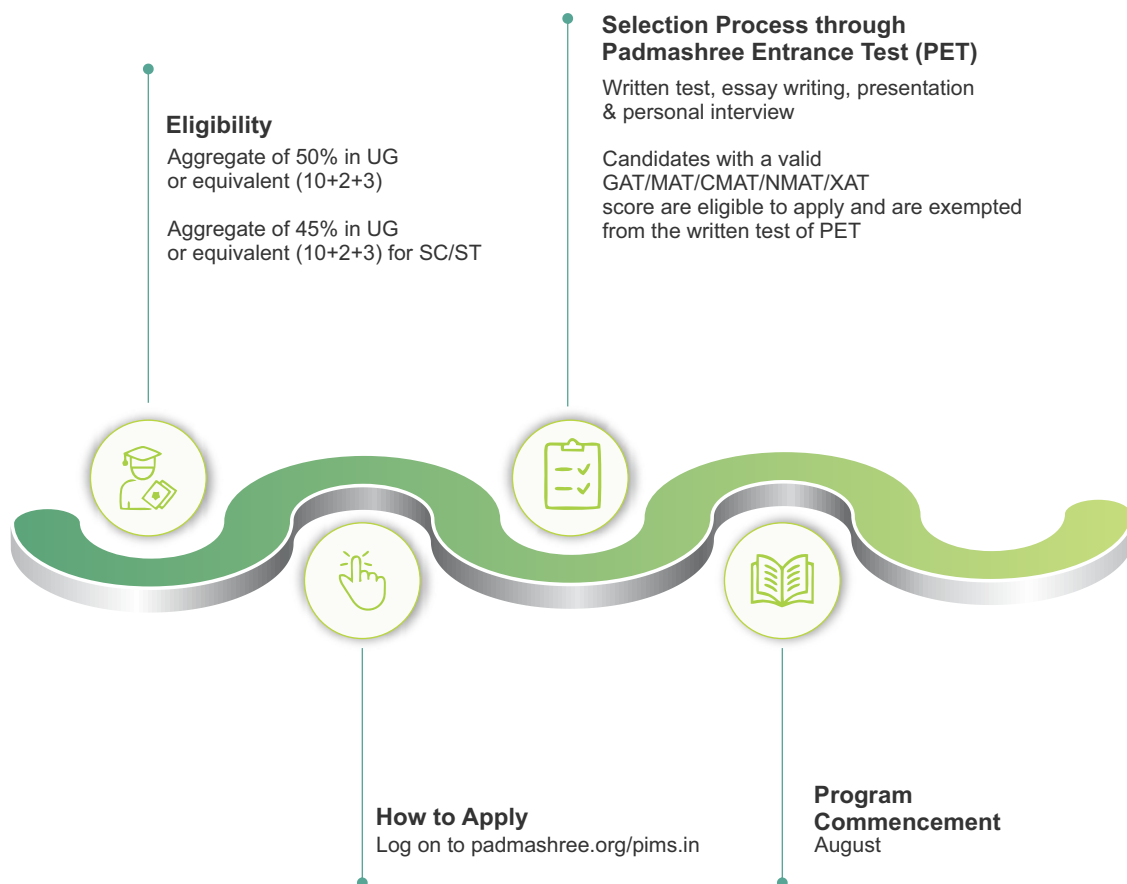 Eligibility
Aggregate of 50% in UG
or equivalent (10+2+3)
Aggregate of 45% in UG
or equivalent (10+2+3) for SC/ST
How to Apply
Log on to padmashree.org/pims.in
Selection Process through
Padmashree Entrance Test (PET)
Written test, essay writing, presentation
& personal interview
Candidates with a valid
GAT/MAT/CMAT/NMAT/XAT
score are eligible to apply and are exempted
from the written test of PET
Program
Commencement
August